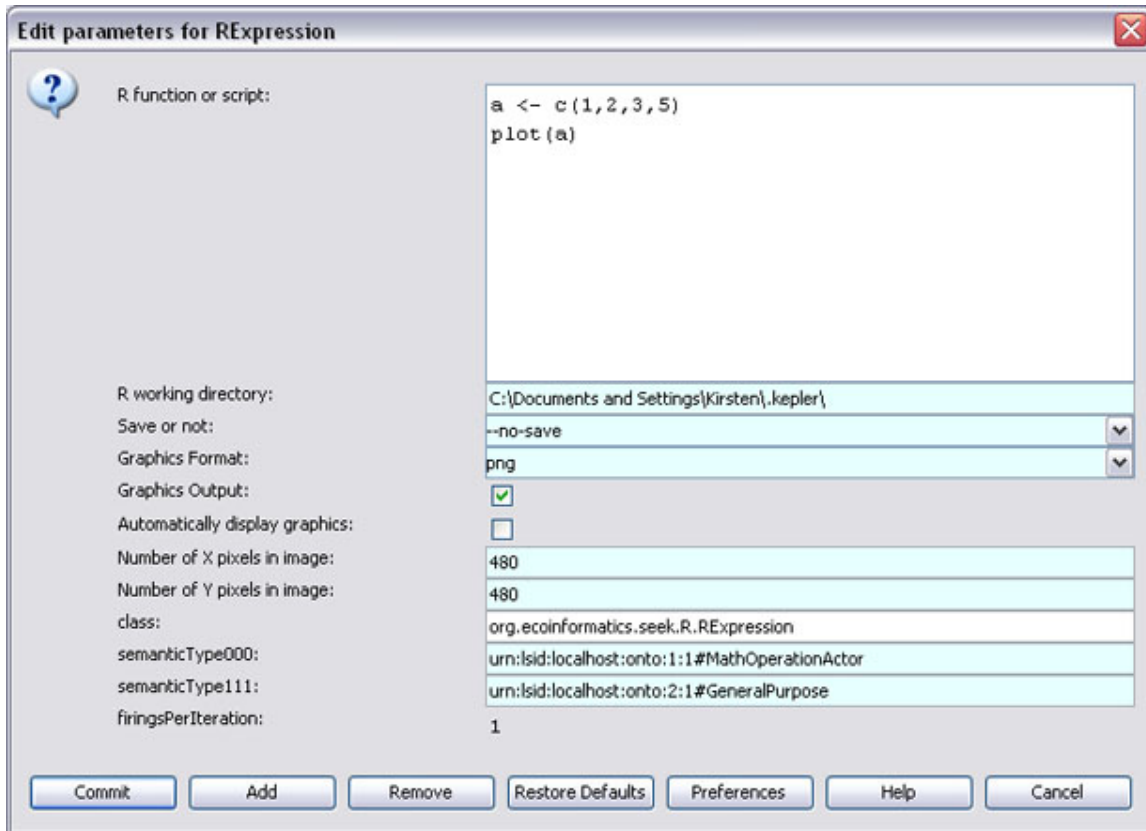 Edit parameters for RExpression
R function or script:
a <- c(1,2,3,5)
plot(a)
R working directory:
C:\Documents and Settings\Kirsten\.kepler\
Save or not:
--no-save
Graphics Format:
png
Graphics Output:
Automatically display graphics:
Number of X pixels in image:
480
Number of Y pixels in image:
480
class:
org.ecoinformatics.seek.R.RExpression
semanticType000:
urn:lsid:localhost:onto:1:1#MathOperationActor
semanticType111:
urn:lsid:localhost:onto:2:1#GeneralPurpose
firingsPerIteration:
1
Commit Add Remove Restore Defaults Preferences Help Cancel